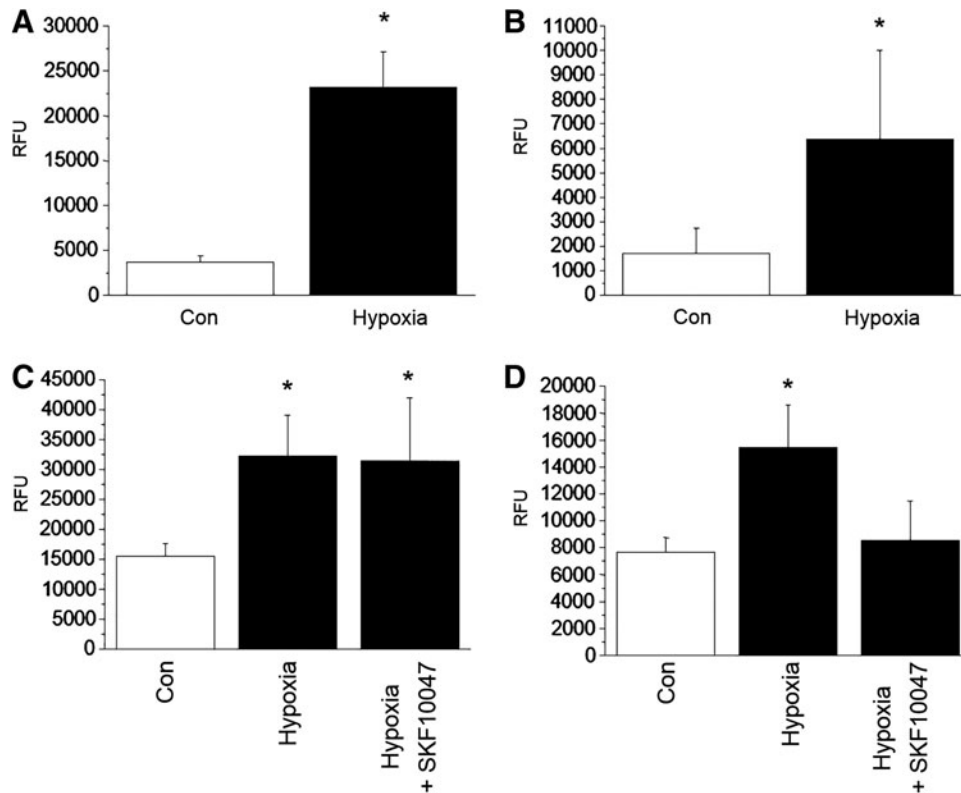 A
30000
25000
20000
15000
10000
5000
0
RFU
*
Con
Hypoxia
B
11000
10000
9000
8000
7000
6000
5000
4000
3000
2000
1000
0
RFU
*
Con
Hypoxia
C
45000
40000
35000
30000
25000
20000
15000
10000
5000
0
RFU
*
*
Con
Hypoxia
Hypoxia
+ SKF10047
D
20000
18000
16000
14000
12000
10000
8000
6000
4000
2000
0
RFU
*
Con
Hypoxia
Hypoxia
+ SKF10047